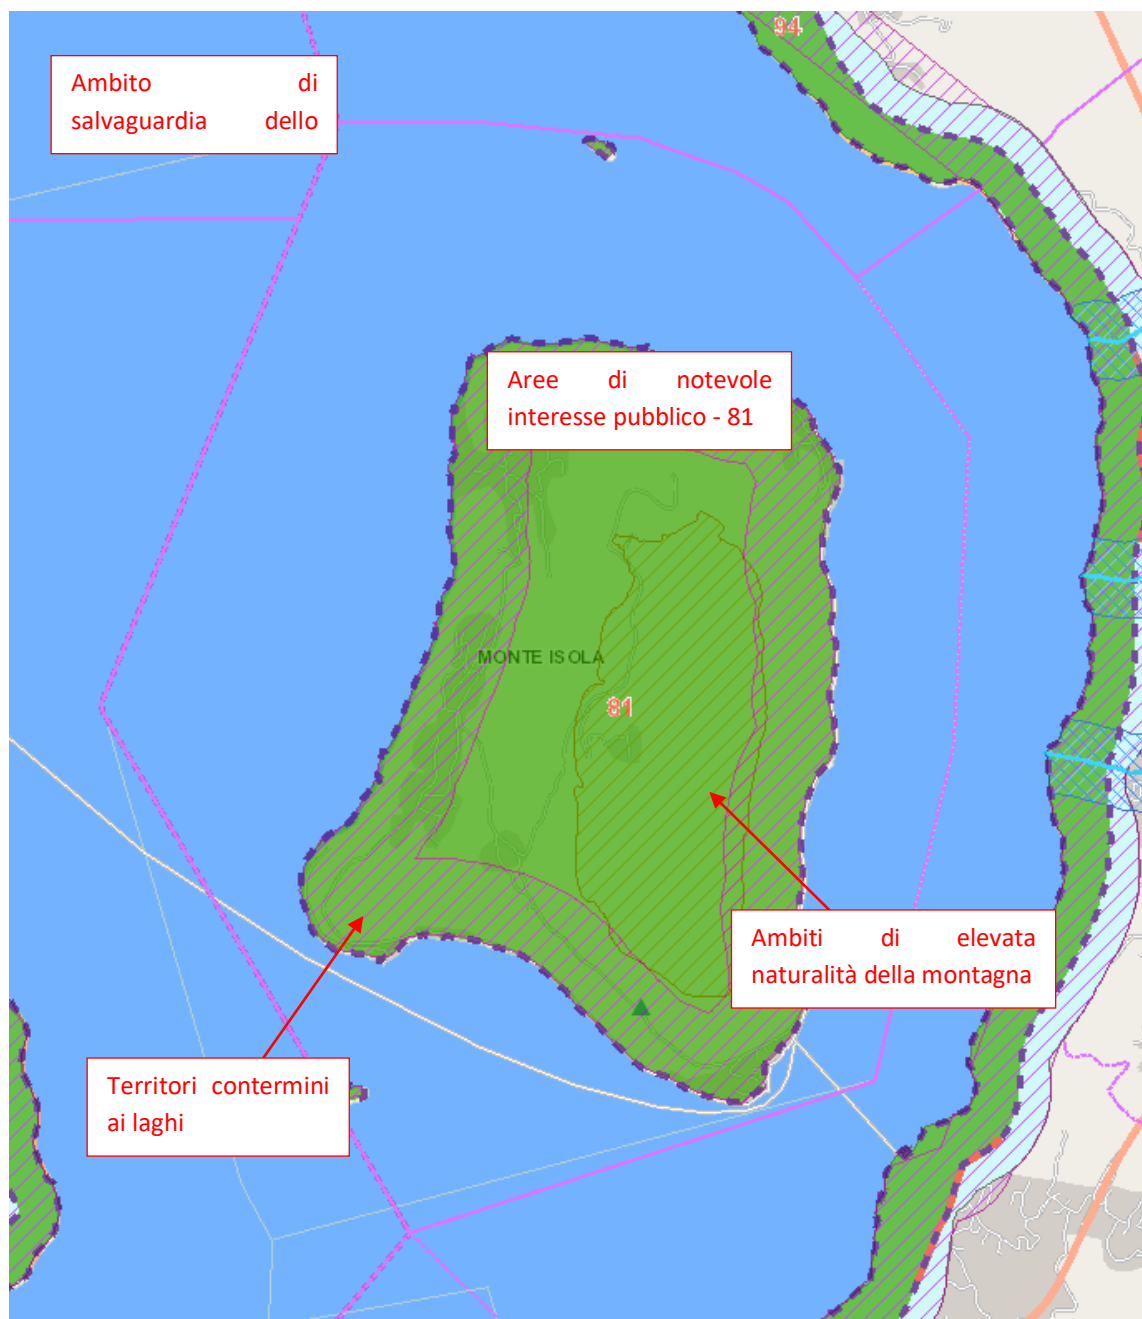 94
Ambito di
salvaguardia dello
Aree di notevole
interesse pubblico - 81
MONTE ISOLA
81
Ambiti di elevata
naturalità della montagna
Territori contermini
ai laghi